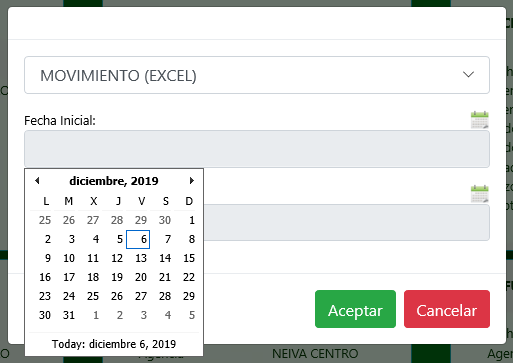 MOVIMIENTO (EXCEL)
Fecha Inicial:
diciembre, 2019
L M X J V S D
25 26 27 28 29 30 1
2 3 4 5 6 7 8
9 10 11 12 13 14 15
16 17 18 19 20 21 22
23 24 25 26 27 28 29
30 31 1 2 3 4 5
Today: diciembre 6, 2019
Aceptar
Cancelar
NEIVA CENTRO